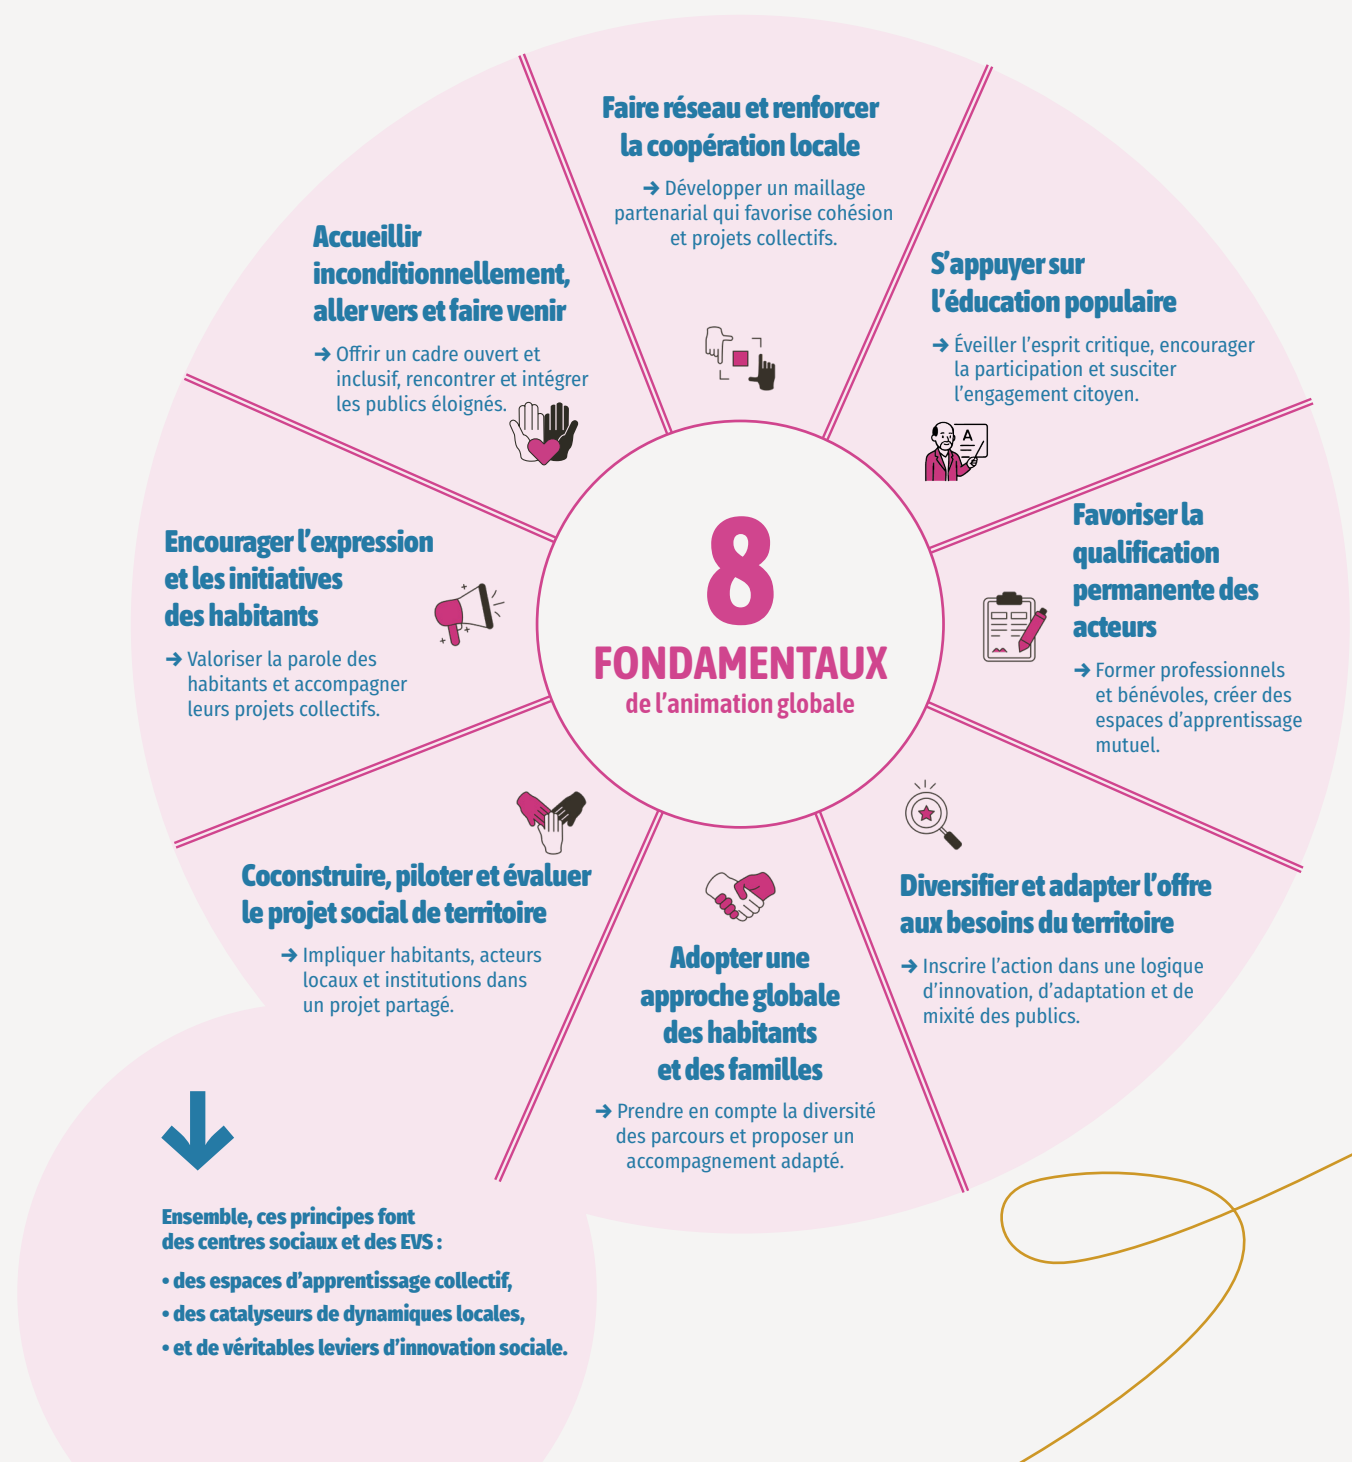 Faire réseau et renforcer
la coopération locale
➔ Développer un maillage
partenarial qui favorise cohésion
et projets collectifs.
S’appuyer sur
l’éducation populaire
➔ Éveiller l’esprit critique, encourager
la participation et susciter
l’engagement citoyen.
A
Favoriser la
qualification
permanente des
acteurs
➔ Former professionnels
et bénévoles, créer des
espaces d’apprentissage
mutuel.
Diversifier et adapter l’offre
aux besoins du territoire
➔ Inscrire l’action dans une logique
d’innovation, d’adaptation et de
mixité des publics.
Adopter une
approche globale
des habitants
et des familles
➔ Prendre en compte la diversité
des parcours et proposer un
accompagnement adapté.
Coconstruire, piloter et évaluer
le projet social de territoire
➔ Impliquer habitants, acteurs
locaux et institutions dans
un projet partagé.
Encourager l’expression
et les initiatives
des habitants
➔ Valoriser la parole des
habitants et accompagner
leurs projets collectifs.
Accueillir
inconditionnellement,
aller vers et faire venir
➔ Offrir un cadre ouvert et
inclusif, rencontrer et intégrer
les publics éloignés.
8
FONDAMENTAUX
de l’animation globale
Ensemble, ces principes font
des centres sociaux et des EVS :
• des espaces d’apprentissage collectif,
• des catalyseurs de dynamiques locales,
• et de véritables leviers d’innovation sociale.